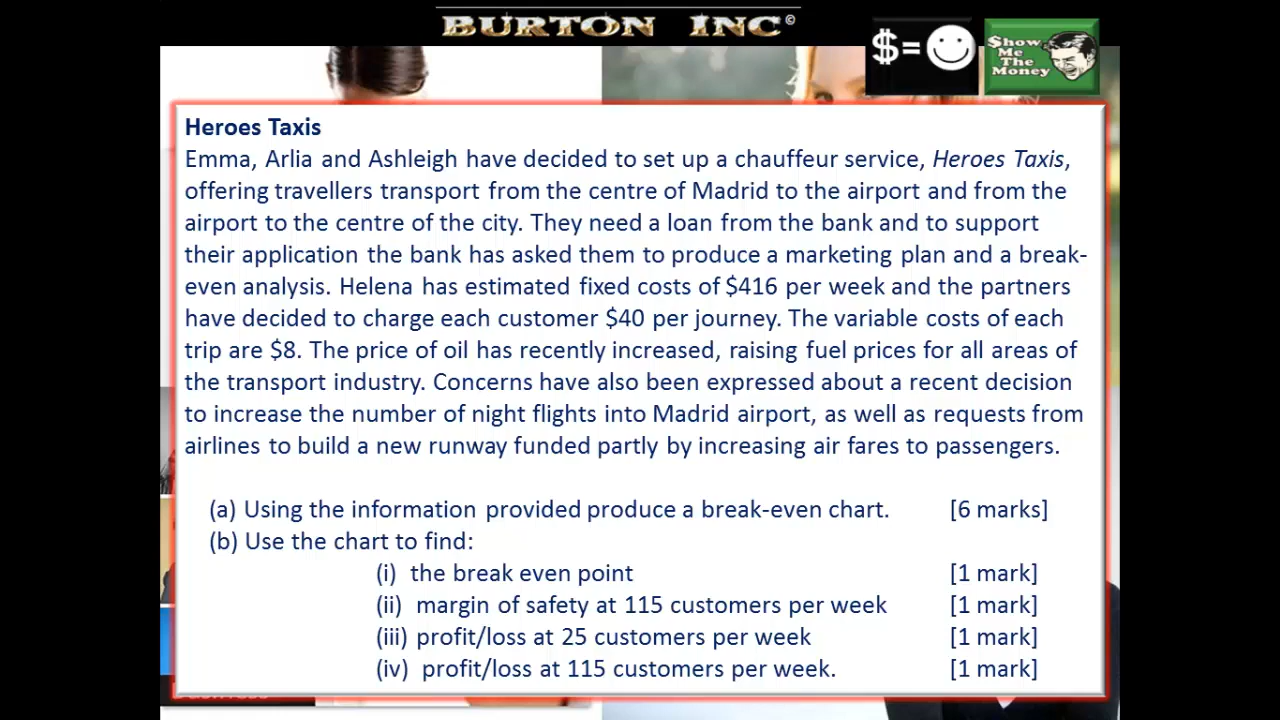 BURTON INC©
$=
$how
Me
The
Money
Heroes Taxis
Emma, Arlia and Ashleigh have decided to set up a chauffeur service, Heroes Taxis,
offering travellers transport from the centre of Madrid to the airport and from the
airport to the centre of the city. They need a loan from the bank and to support
their application the bank has asked them to produce a marketing plan and a break-
even analysis. Helena has estimated fixed costs of $416 per week and the partners
have decided to charge each customer $40 per journey. The variable costs of each
trip are $8. The price of oil has recently increased, raising fuel prices for all areas of
the transport industry. Concerns have also been expressed about a recent decision
to increase the number of night flights into Madrid airport, as well as requests from
airlines to build a new runway funded partly by increasing air fares to passengers.
(a) Using the information provided produce a break-even chart. [6 marks]
(b) Use the chart to find:
(i) the break even point [1 mark]
(ii) margin of safety at 115 customers per week [1 mark]
(iii) profit/loss at 25 customers per week [1 mark]
(iv) profit/loss at 115 customers per week. [1 mark]